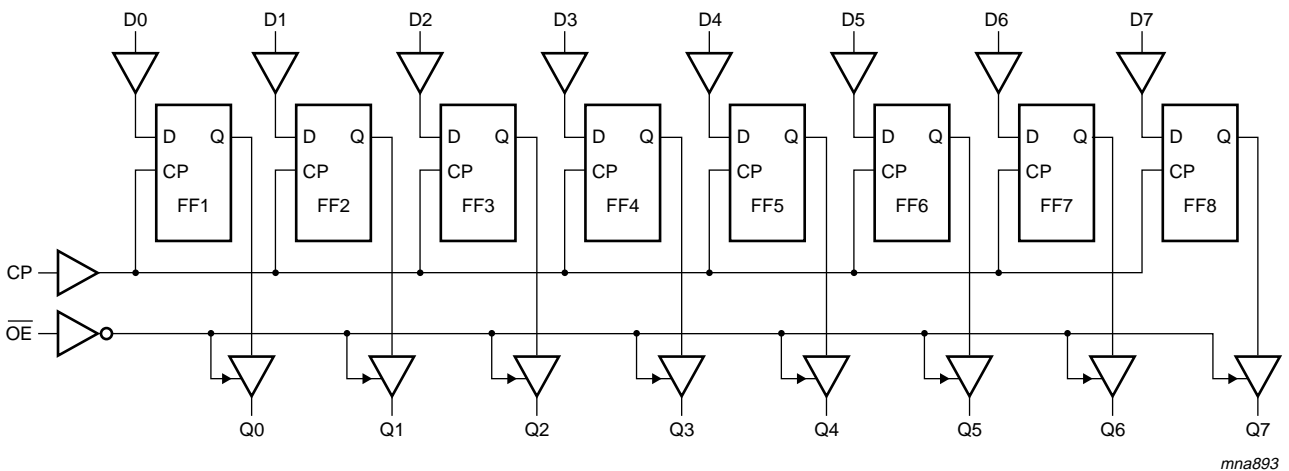 D0 D1 D2 D3 D4 D5 D6 D7
D Q D Q D Q D Q D Q D Q D Q D Q
CP CP CP CP CP CP CP CP
FF1 FF2 FF3 FF4 FF5 FF6 FF7 FF8
CP
OE
Q0 Q1 Q2 Q3 Q4 Q5 Q6 Q7
mna893